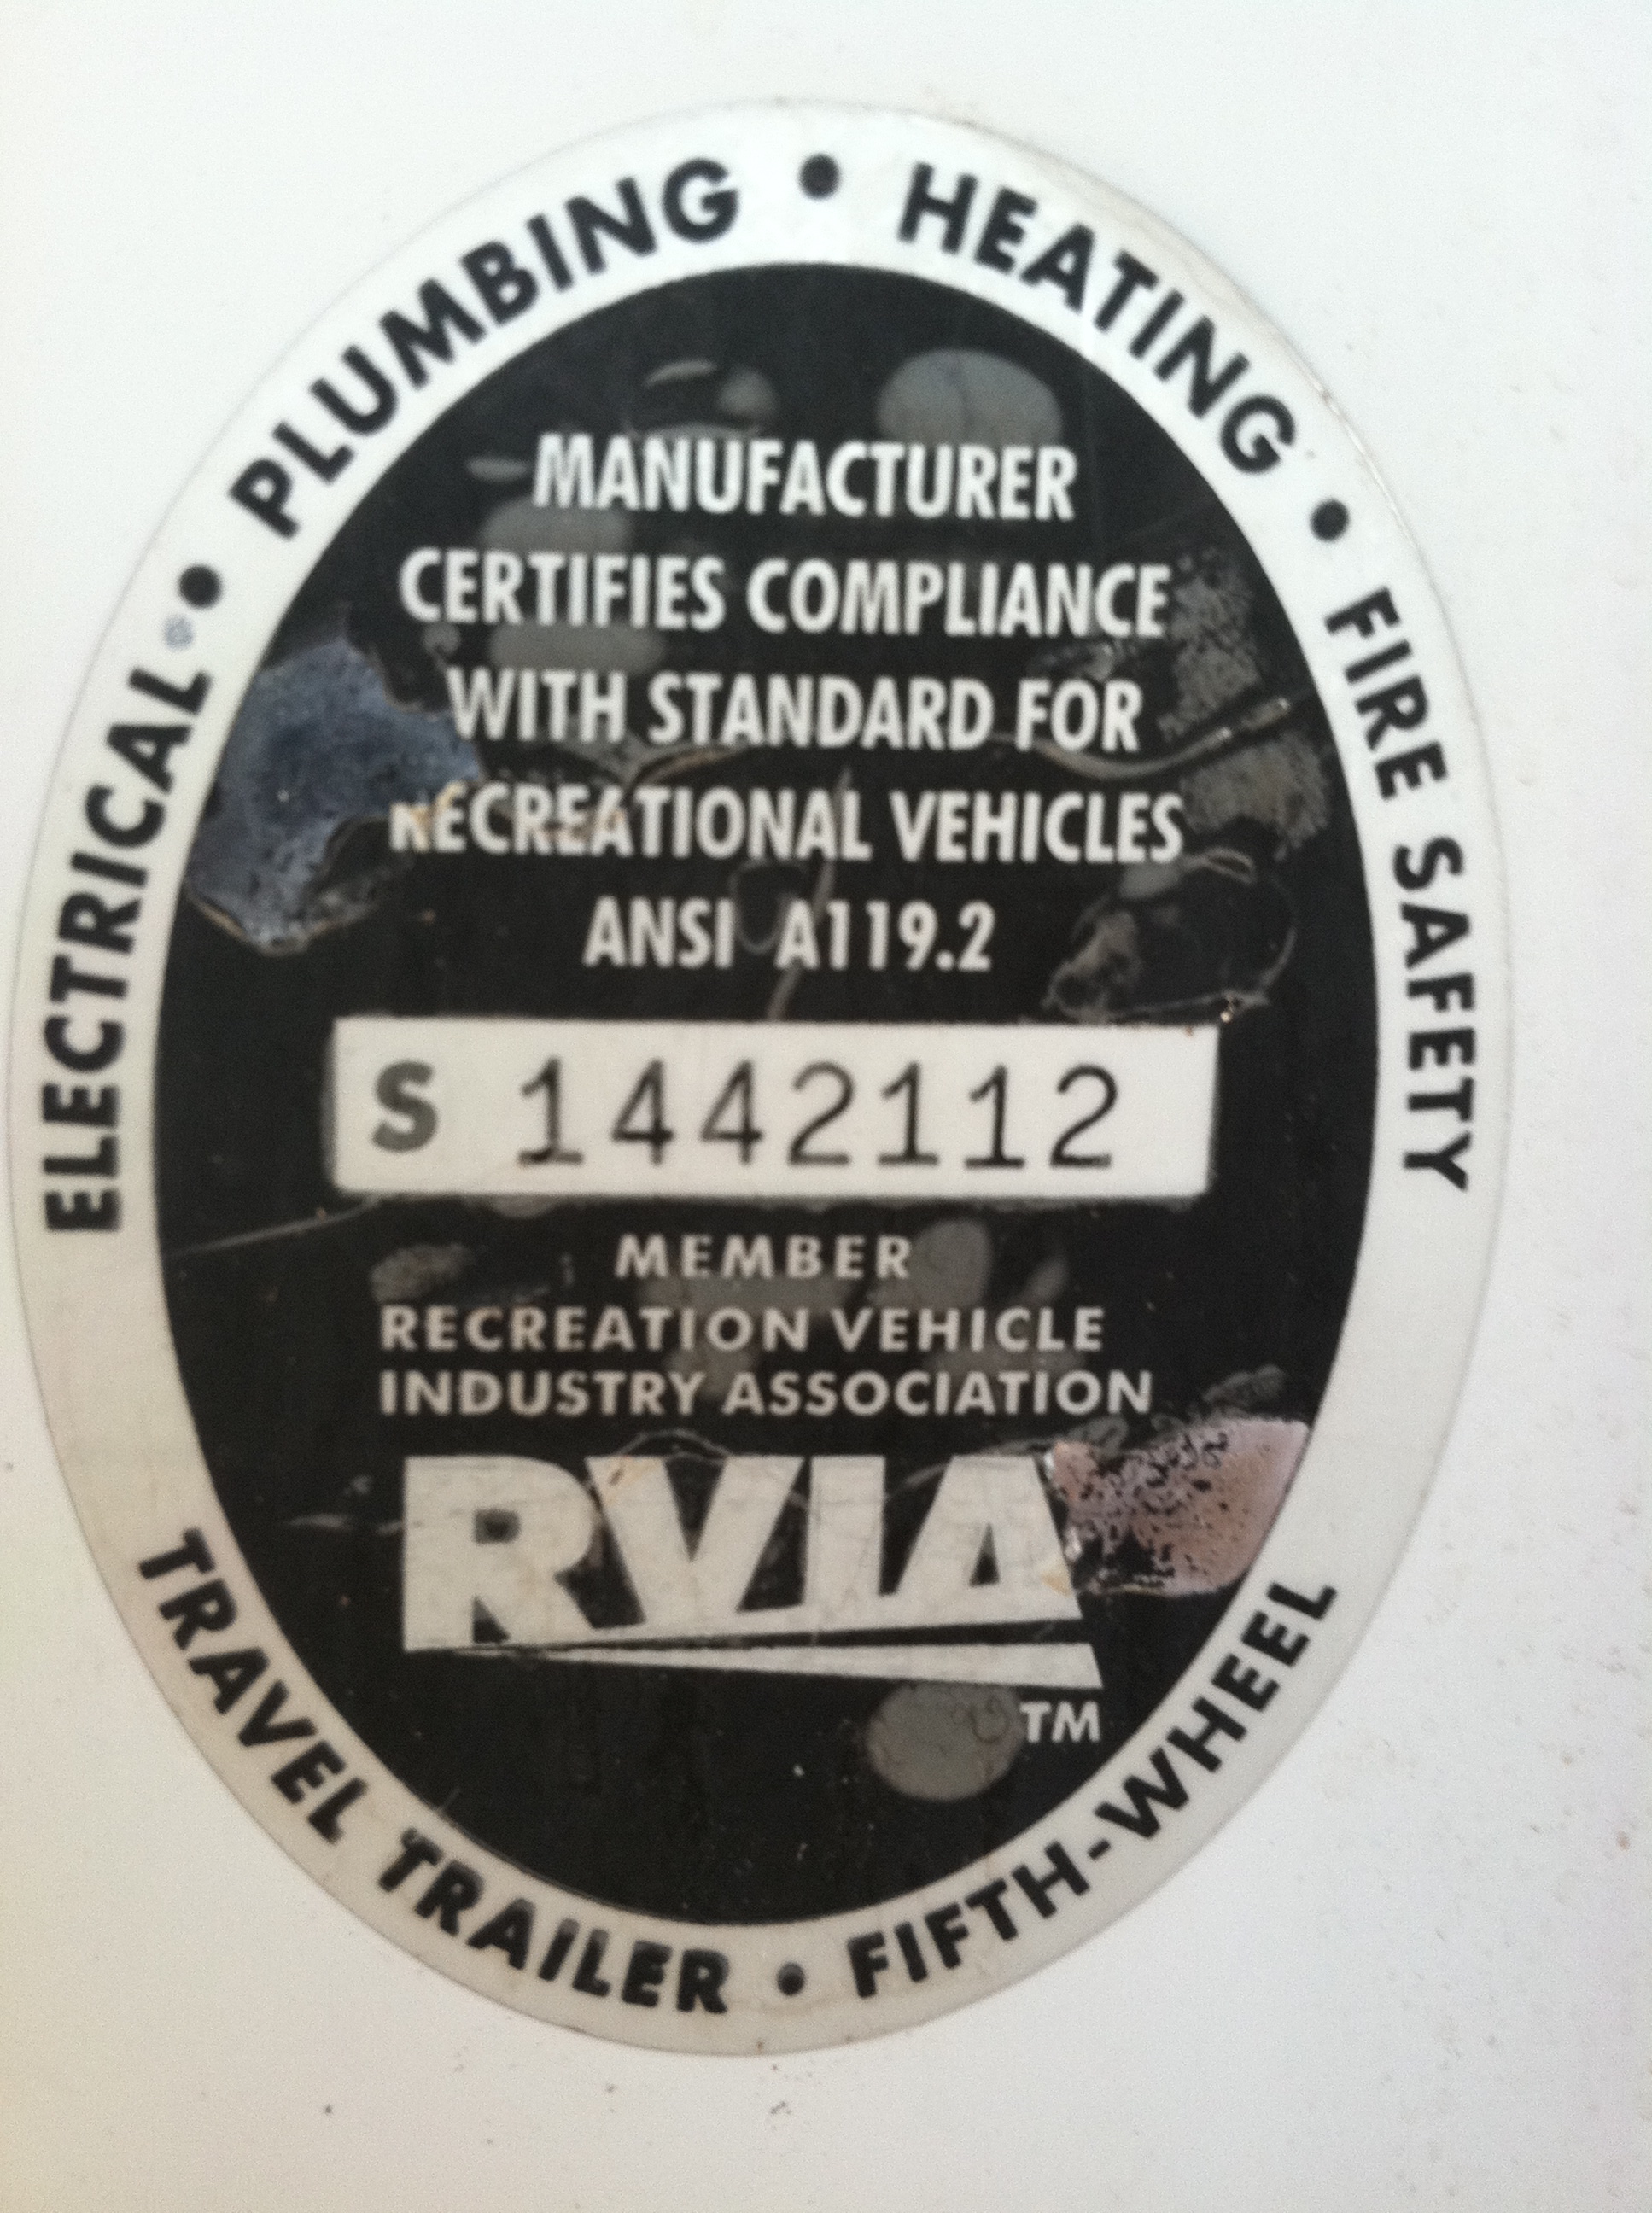 ELECTRICAL • PLUMBING • HEATING • FIRE SAFETY
MANUFACTURER
CERTIFIES COMPLIANCE
WITH STANDARD FOR
RECREATIONAL VEHICLES
ANSI A119.2
S 1442112
MEMBER
RECREATION VEHICLE
INDUSTRY ASSOCIATION
RVIA
TM
TRAVEL TRAILER • FIFTH-WHEEL